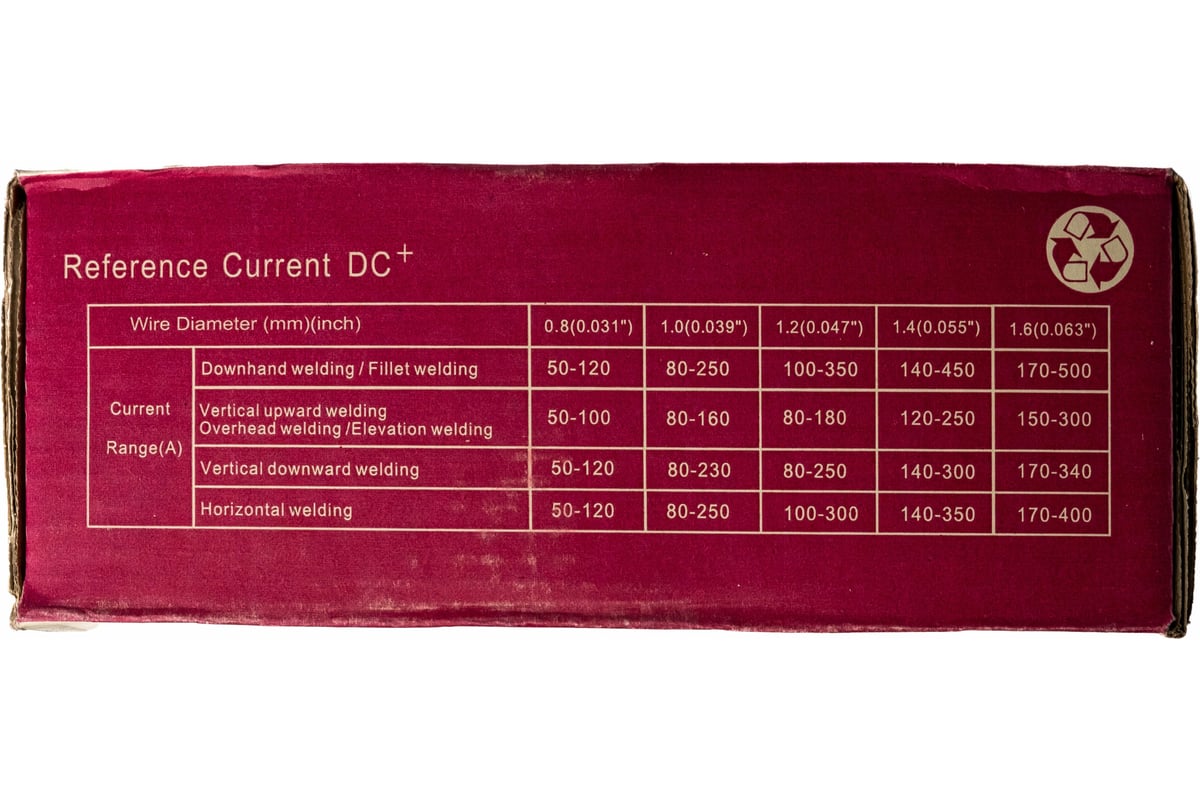 Reference Current DC+
Wire Diameter (mm)(inch) 0.8(0.031") 1.0(0.039") 1.2(0.047") 1.4(0.055") 1.6(0.063")
Current Range(A)
Downhand welding / Fillet welding 50-120 80-250 100-350 140-450 170-500
Vertical upward welding
Overhead welding /Elevation welding 50-100 80-160 80-180 120-250 150-300
Vertical downward welding 50-120 80-230 80-250 140-300 170-340
Horizontal welding 50-120 80-250 100-300 140-350 170-400